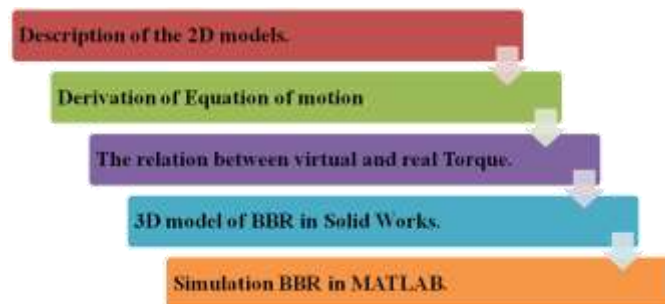 Description of the 2D models.
Derivation of Equation of motion
The relation between virtual and real Torque.
3D model of BBR in Solid Works.
Simulation BBR in MATLAB.